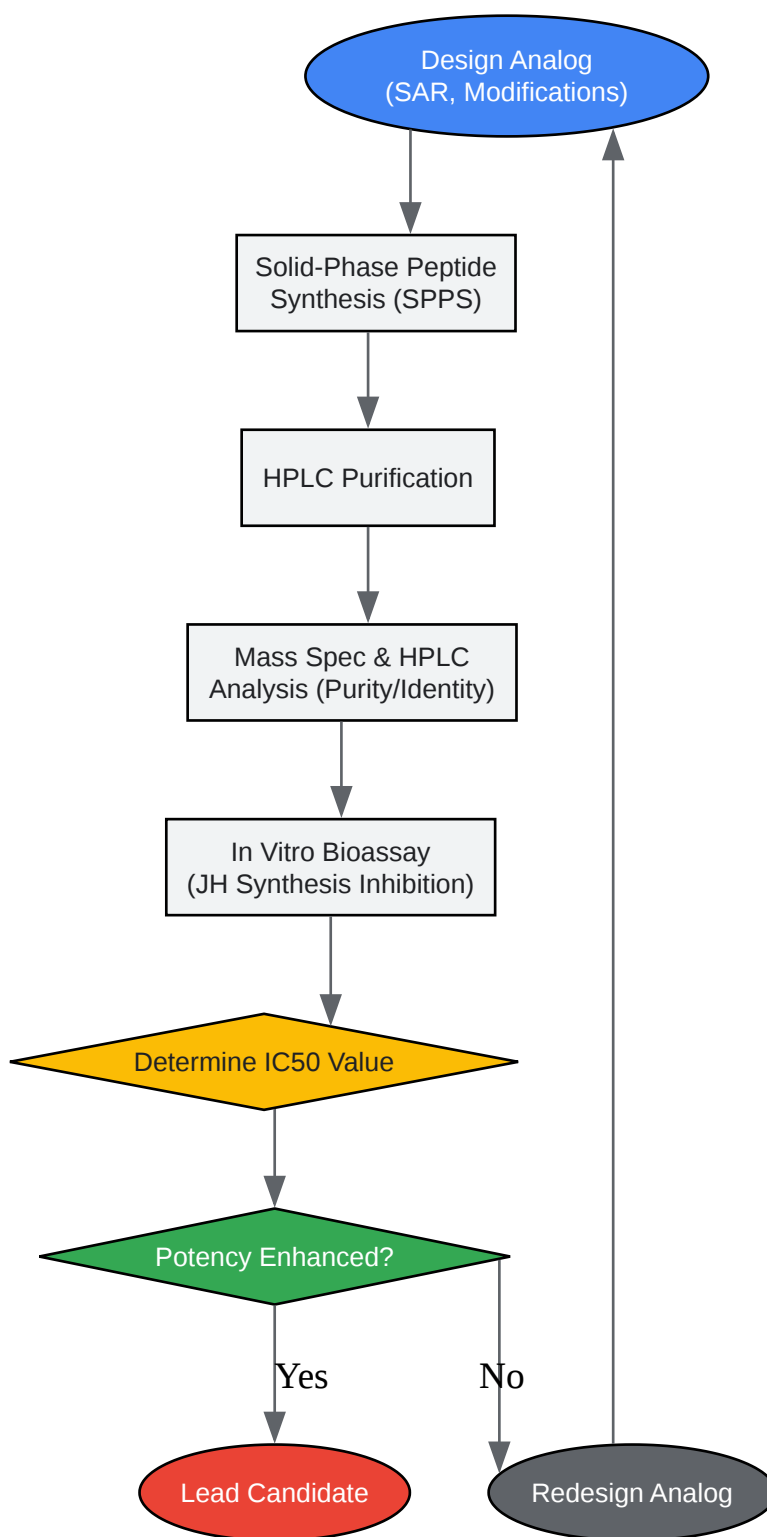 Design Analog
(SAR, Modifications)
Solid-Phase Peptide
Synthesis (SPPS)
HPLC Purification
Mass Spec & HPLC
Analysis (Purity/Identity)
In Vitro Bioassay
(JH Synthesis Inhibition)
Determine IC50 Value
Potency Enhanced?
Yes
No
Lead Candidate
Redesign Analog